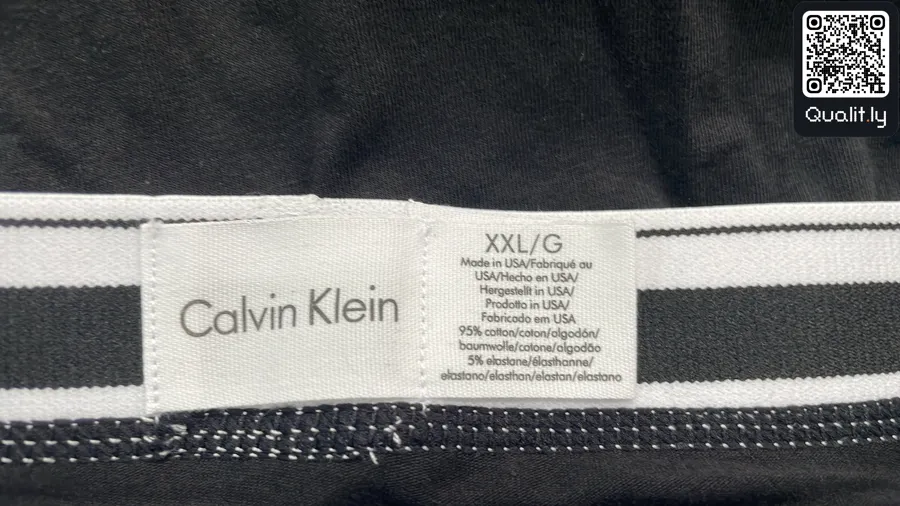 Qualit.ly
Calvin Klein
XXL/G
Made in USA/Fabriqué au
USA/Hecho en USA/
Hergestellt in USA/
Prodotto in USA/
Fabricado em USA
95% cotton/coton/algodón/
baumwolle/cotone/algodão
5% elastane/élasthanne/
elastano/elasthan/elastan/elastano